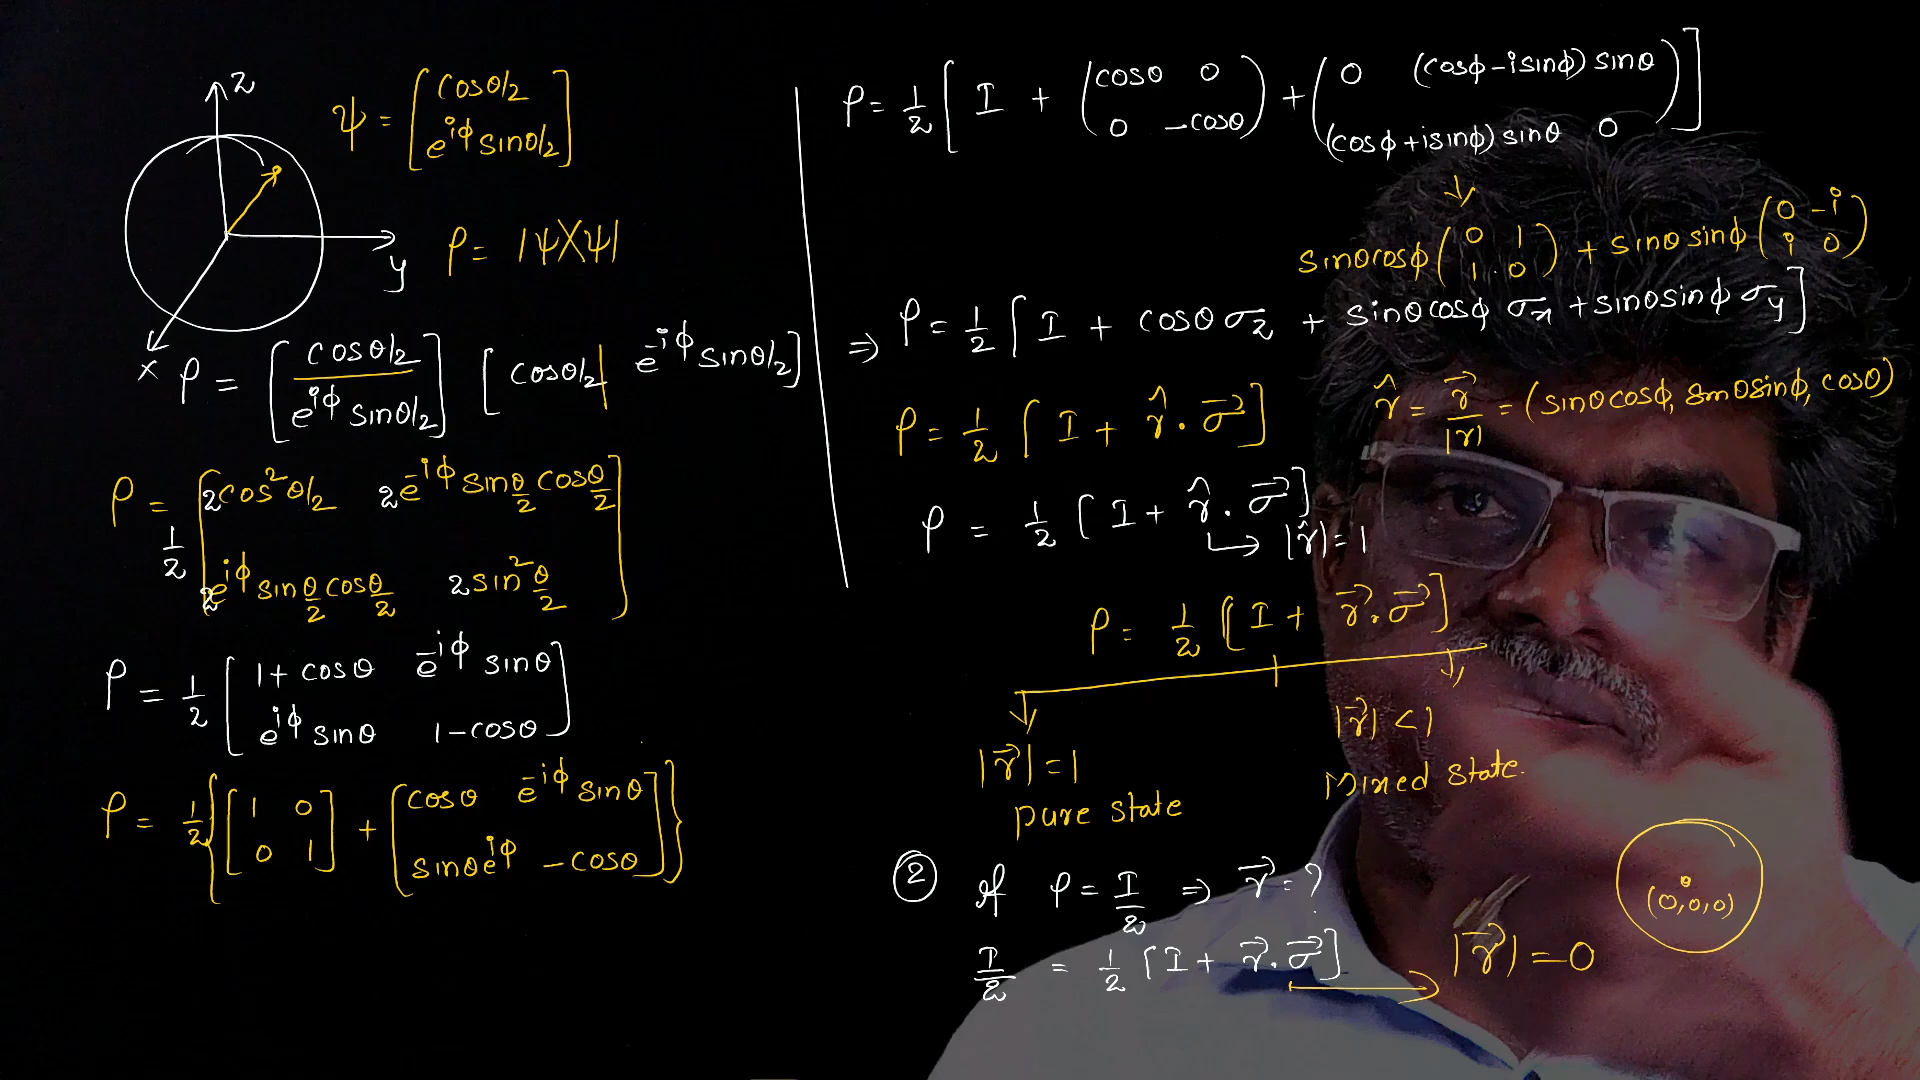 z
y
x
ψ = [cosθ/2
e^{iφ} sinθ/2]
ρ = |ψ⟩⟨ψ|
ρ = [cosθ/2
e^{iφ} sinθ/2] [cosθ/2 e^{-iφ} sinθ/2]
ρ = 1/2 [2cos²θ/2 2e^{-iφ} sinθ/2 cosθ/2
2e^{iφ} sinθ/2 cosθ/2 2sin²θ/2]
ρ = 1/2 [1+cosθ e^{-iφ} sinθ
e^{iφ} sinθ 1-cosθ]
ρ = 1/2 {[1 0
0 1] + [cosθ e^{-iφ} sinθ
sinθe^{iφ} -cosθ]}
ρ = 1/2 [I + (cosθ 0
0 -cosθ) + (0 (cosφ-isinφ) sinθ
(cosφ+isinφ) sinθ 0)]
sinθcosφ (0 1
1 0) + sinθ sinφ (0 -i
i 0)
⇒ ρ = 1/2 [I + cosθ σz + sinθcosφ σx + sinθsinφ σy]
ρ = 1/2 [I + r̂ . σ⃗] r̂ = r⃗/|r| = (sinθcosφ, sinθsinφ, cosθ)
ρ = 1/2 [I + r̂ . σ⃗]
|r̂| = 1
ρ = 1/2 [I + r⃗ . σ⃗]
|r⃗| = 1
pure state
|r⃗| < 1
Mixed state.
② If ρ = I/2 ⇒ r⃗ = ?
I/2 = 1/2 [I + r⃗ . σ⃗] → |r⃗| = 0
(0,0,0)